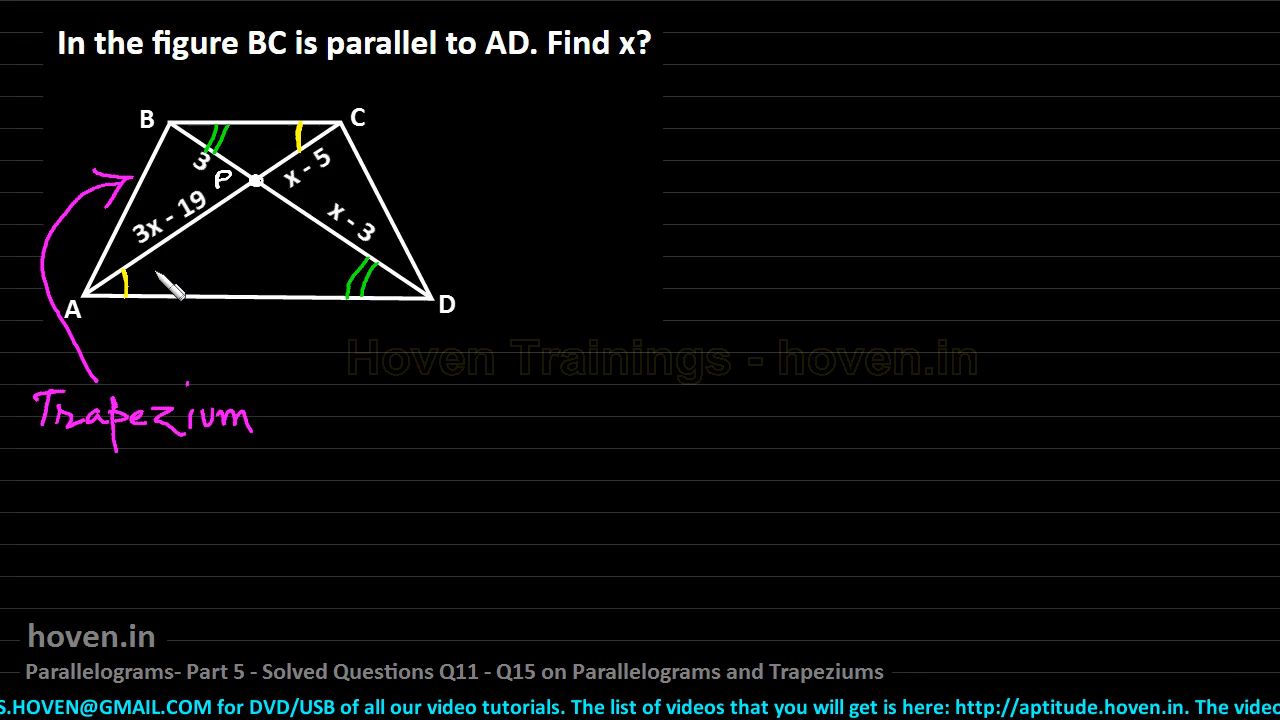 In the figure BC is parallel to AD. Find x?
B
C
3
P
x - 5
3x - 19
x - 3
A
D
Hoven Trainings - hoven.in
Trapezium
hoven.in
Parallelograms- Part 5 - Solved Questions Q11 - Q15 on Parallelograms and Trapeziums
S.HOVEN@GMAIL.COM for DVD/USB of all our video tutorials. The list of videos that you will get is here: http://aptitude.hoven.in. The video